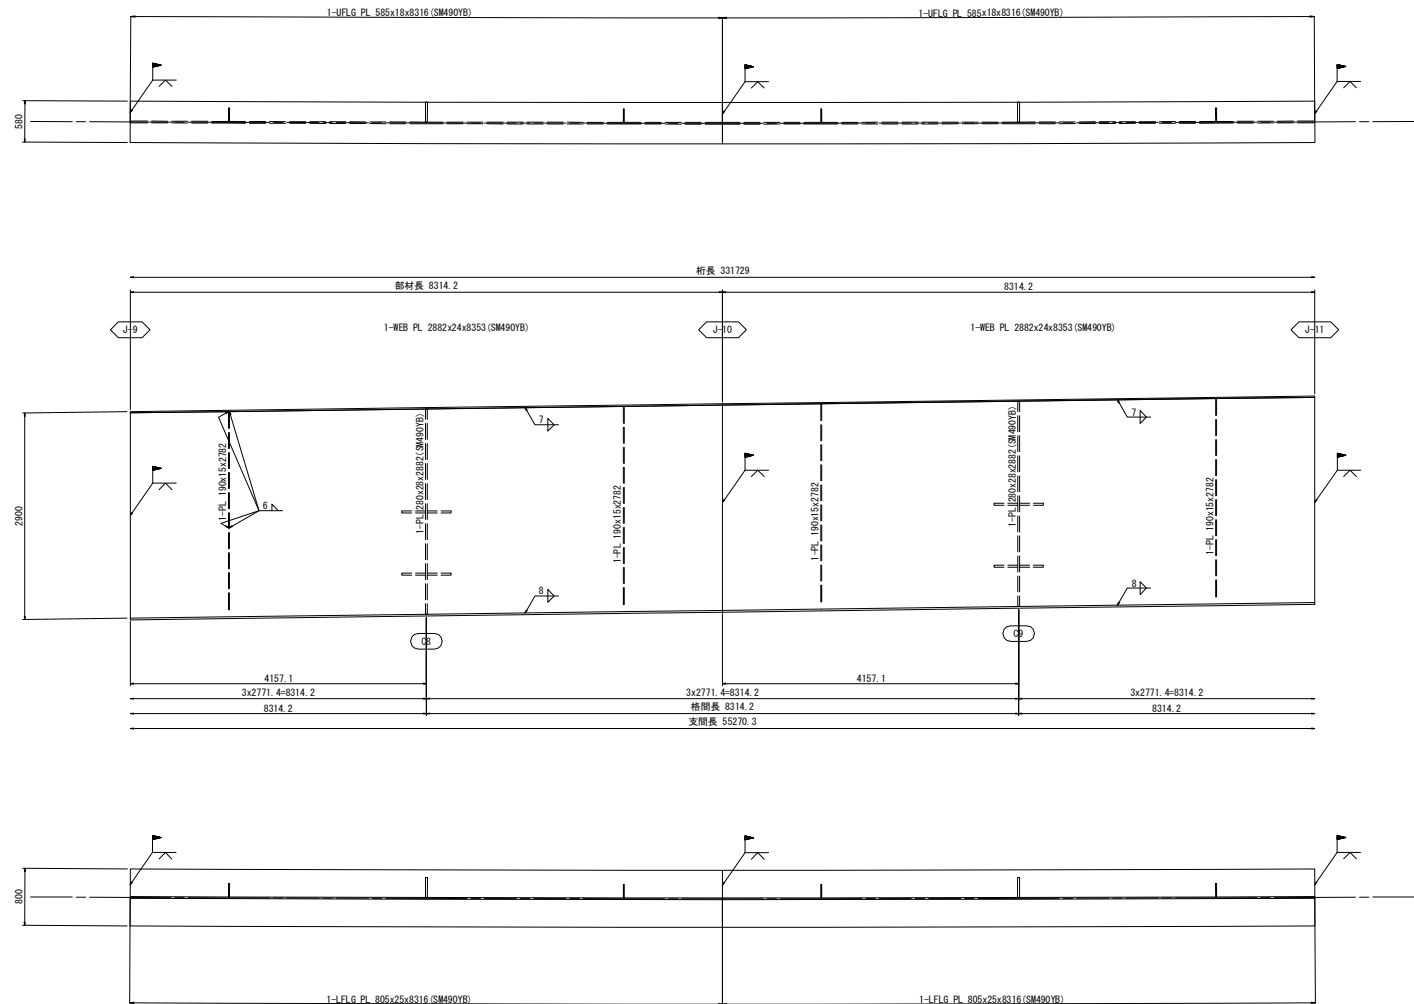 1-UFLG PL 585x18x8316(SM490YB)
1-UFLG PL 585x18x8316(SM490YB)
580
桁長 331729
部材長 8314.2
8314.2
J-9
1-WEB PL 2882x24x8353(SM490YB)
J-10
1-WEB PL 2882x24x8353(SM490YB)
J-11
2900
1-PL 190x15x2782
6
1-PL 280x28x2882(SM490YB)
7
1-PL 190x15x2782
8
1-PL 190x15x2782
1-PL 280x28x2882(SM490YB)
7
1-PL 190x15x2782
8
C8
C9
4157.1
4157.1
3x2771.4=8314.2
3x2771.4=8314.2
3x2771.4=8314.2
8314.2
格間長 8314.2
8314.2
支間長 55270.3
800
1-LFLG PL 805x25x8316(SM490YB)
1-LFLG PL 805x25x8316(SM490YB)